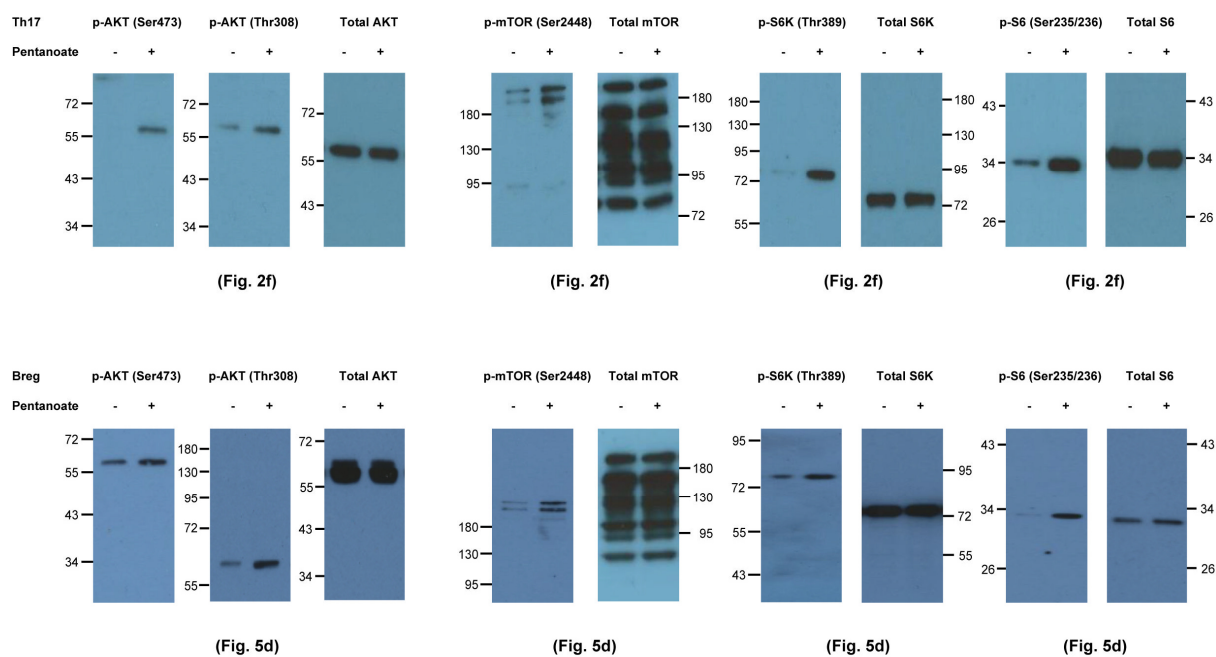 Th17 p-AKT (Ser473) p-AKT (Thr308) Total AKT p-mTOR (Ser2448) Total mTOR p-S6K (Thr389) Total S6K p-S6 (Ser235/236) Total S6
Pentanoate - + - + - + - + - + - + - + - + - +
72 55 43 34
72 55 43 34
72 55 43
180 130 95
180 130 95 72
180 130 95 72 55
180 130 95 72
43 34 26
43 34 26
(Fig. 2f) (Fig. 2f) (Fig. 2f) (Fig. 2f)
Breg p-AKT (Ser473) p-AKT (Thr308) Total AKT p-mTOR (Ser2448) Total mTOR p-S6K (Thr389) Total S6K p-S6 (Ser235/236) Total S6
Pentanoate - + - + - + - + - + - + - + - + - +
72 55 43 34
180 130 95 72 55
72 55 43 34
180 130 95
180 130 95
95 72 55 43
95 72 55
43 34 26
43 34 26
(Fig. 5d) (Fig. 5d) (Fig. 5d) (Fig. 5d)